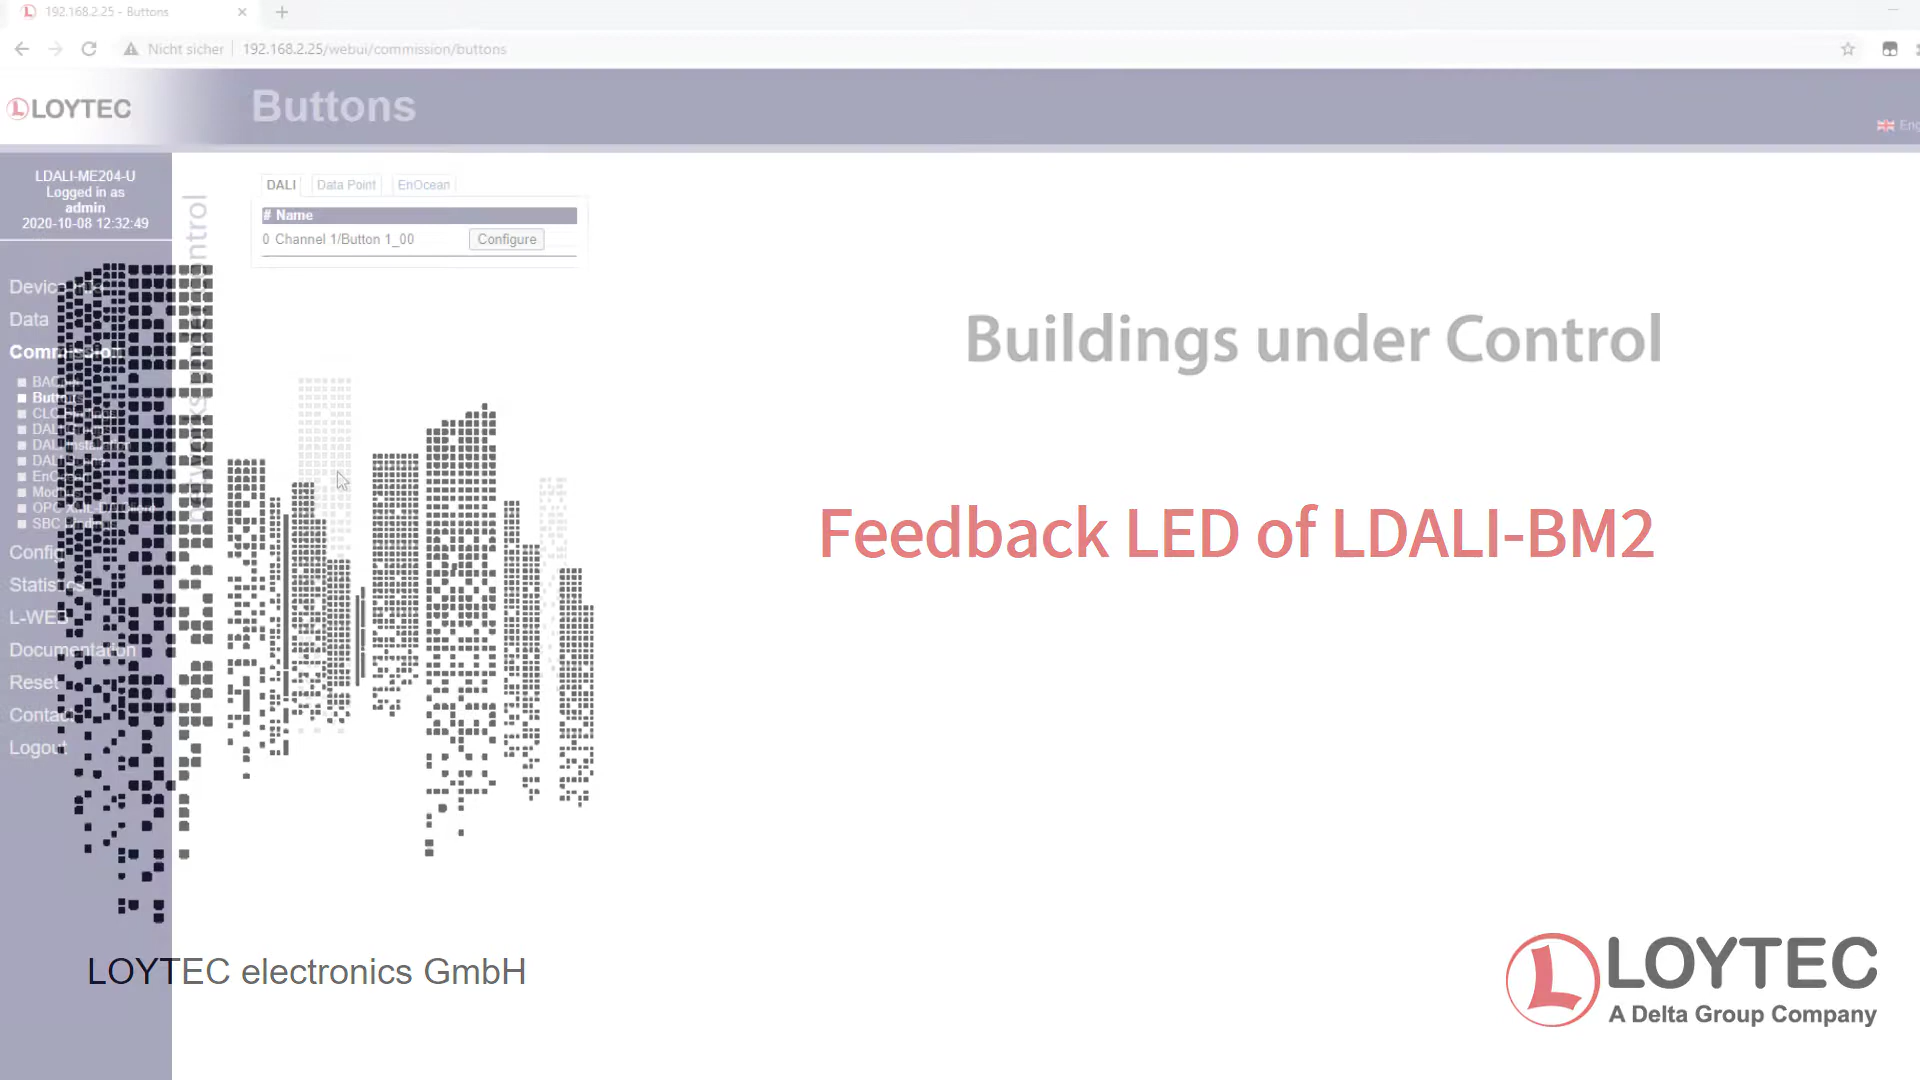 192.168.2.25 - Buttons
Nicht sicher
192.168.2.25/webui/commission/buttons
LOYTEC
Buttons
LDALI-ME204-U
Logged in as
admin
2020-10-08 12:32:49
DALI
Data Point
EnOcean
# Name
0 Channel 1/Button 1_00
Configure
Data
Statistics
Documentation
Reset
Contact
Logout
Buildings under Control
Feedback LED of LDALI-BM2
LOYTEC electronics GmbH
LOYTEC
A Delta Group Company